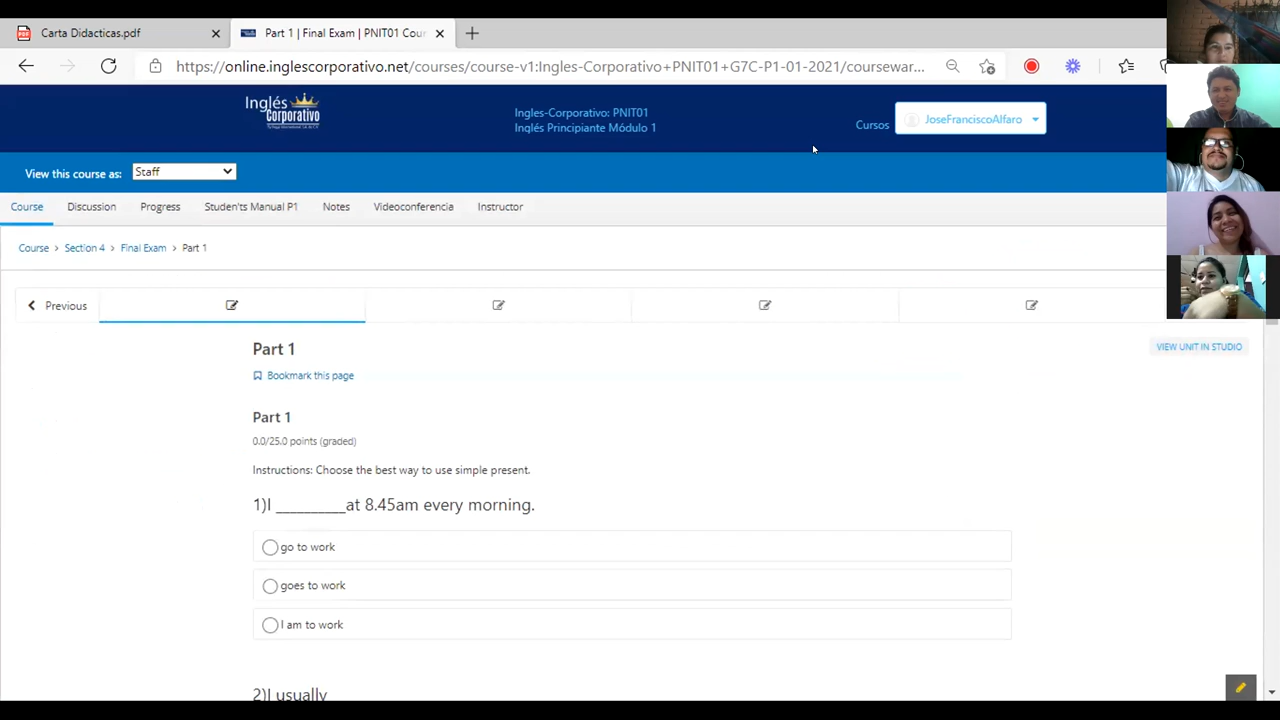 Carta Didacticas.pdf
Part 1 | Final Exam | PNIT01 Cour
https://online.inglescorporativo.net/courses/course-v1:Ingles-Corporativo+PNIT01+G7C-P1-01-2021/coursewar...
Inglés
Corporativo
Ingles-Corporativo: PNIT01
Inglés Principiante Módulo 1
Cursos
JoseFranciscoAlfaro
View this course as:
Staff
Course Discussion Progress Studen'ts Manual P1 Notes Videoconferencia Instructor
Course > Section 4 > Final Exam > Part 1
Previous
Part 1
VIEW UNIT IN STUDIO
Bookmark this page
Part 1
0.0/25.0 points (graded)
Instructions: Choose the best way to use simple present.
1)I __________at 8.45am every morning.
go to work
goes to work
I am to work
2)I usually